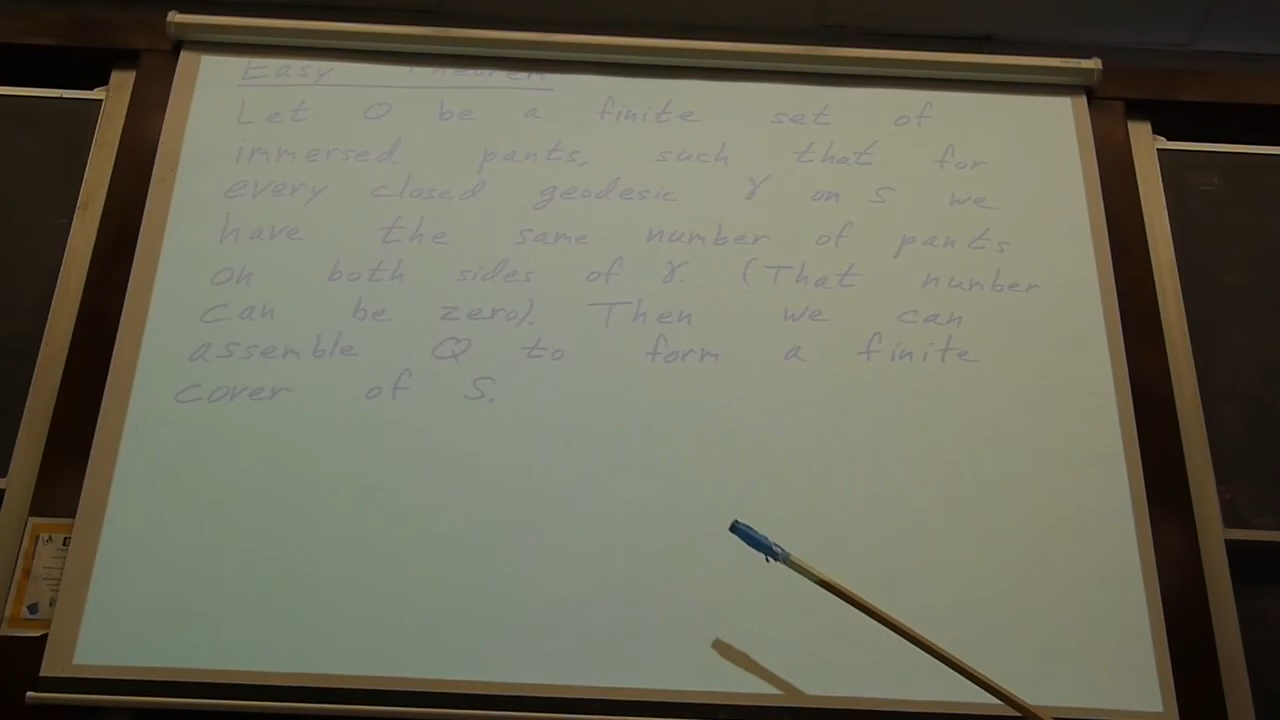 Easy Theorem
Let Q be a finite set of
immersed pants, such that for
every closed geodesic γ on S we
have the same number of pants
on both sides of γ. (That number
can be zero). Then we can
assemble Q to form a finite
cover of S.